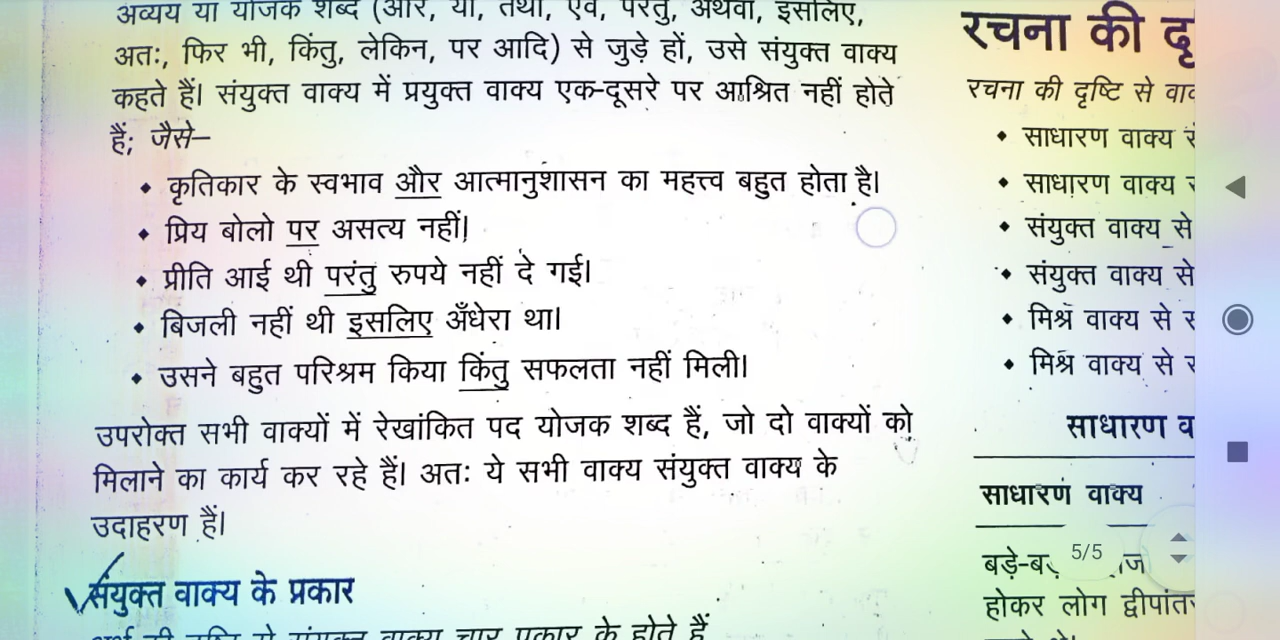 अव्यय या योजक शब्द (और, या, तथा, एवं, परंतु, अथवा, इसलिए,
अतः, फिर भी, किंतु, लेकिन, पर आदि) से जुड़े हों, उसे संयुक्त वाक्य
कहते हैं। संयुक्त वाक्य में प्रयुक्त वाक्य एक-दूसरे पर आश्रित नहीं होते
हैं; जैसे–
• कृतिकार के स्वभाव और आत्मानुशासन का महत्त्व बहुत होता है।
• प्रिय बोलो पर असत्य नहीं।
• प्रीति आई थी परंतु रुपये नहीं दे गई।
• बिजली नहीं थी इसलिए अँधेरा था।
• उसने बहुत परिश्रम किया किंतु सफलता नहीं मिली।
उपरोक्त सभी वाक्यों में रेखांकित पद योजक शब्द हैं, जो दो वाक्यों को
मिलाने का कार्य कर रहे हैं। अतः ये सभी वाक्य संयुक्त वाक्य के
उदाहरण हैं।
संयुक्त वाक्य के प्रकार
अर्थ की दृष्टि से संयुक्त वाक्य चार प्रकार के होते हैं
रचना की
रचना की दृष्टि से
• साधारण वाक्य
• साधारण वाक्य
• संयुक्त वाक्य से
• संयुक्त वाक्य से
• मिश्र वाक्य से
• मिश्र वाक्य से
साधारण
साधारण वाक्य
5/5
होकर लोग